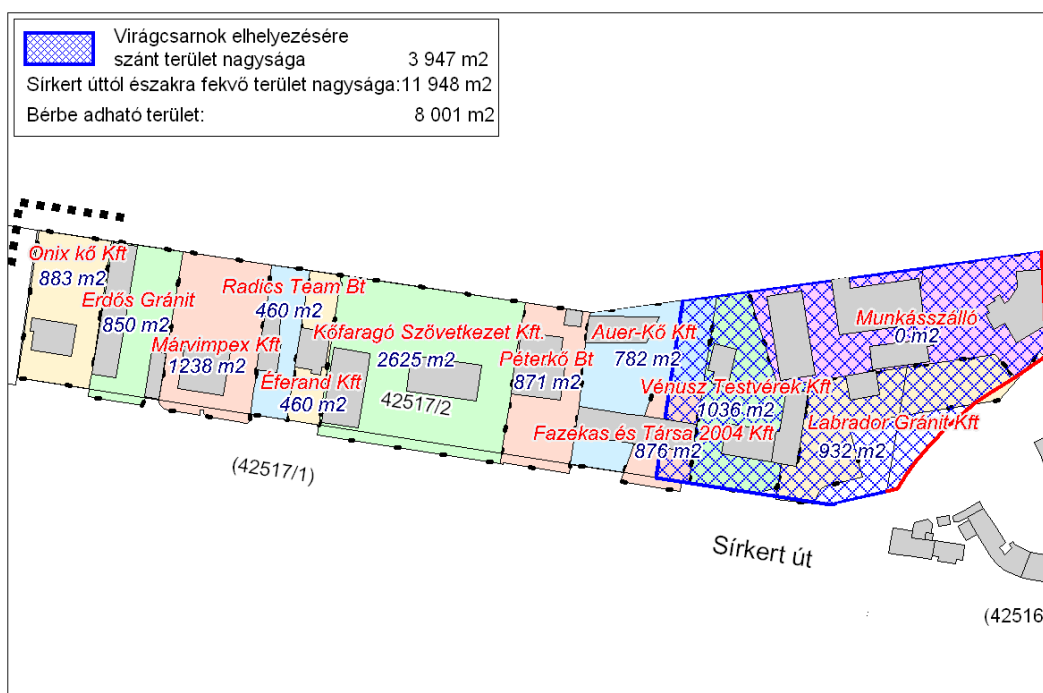 Virágcsarnok elhelyezésére
szánt terület nagysága 3 947 m2
Sírkert úttól északra fekvő terület nagysága: 11 948 m2
Bérbe adható terület: 8 001 m2
Onix kő Kft
883 m2
Erdős Gránit
850 m2
Márvimpex Kft
1238 m2
Radics Team Bt
460 m2
Éferand Kft
460 m2
Kőfaragó Szövetkezet Kft.
2625 m2
42517/2
Péterkő Bt
871 m2
Auer-Kő Kft
782 m2
Fazekas és Társa 2004 Kft
876 m2
Vénusz Testvérek Kft
1036 m2
Munkásszálló
0 m2
Labrador Gránit Kft
932 m2
(42517/1)
Sírkert út
(42516